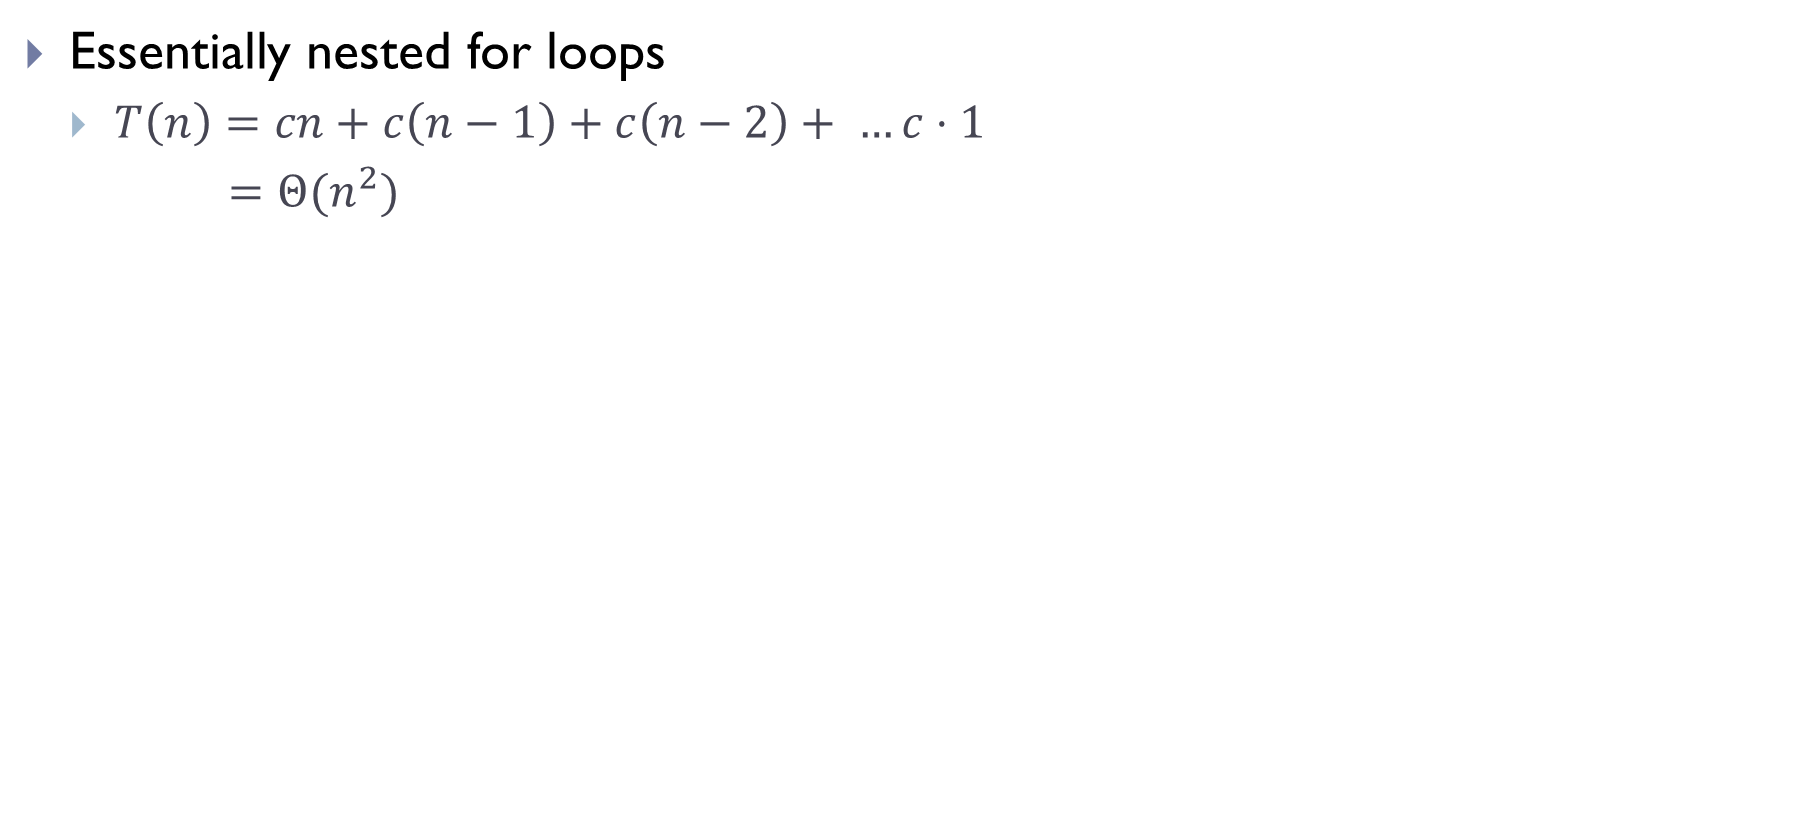 Essentially nested for loops
T(n) = cn + c(n − 1) + c(n − 2) + … c · 1
= Θ(n²)